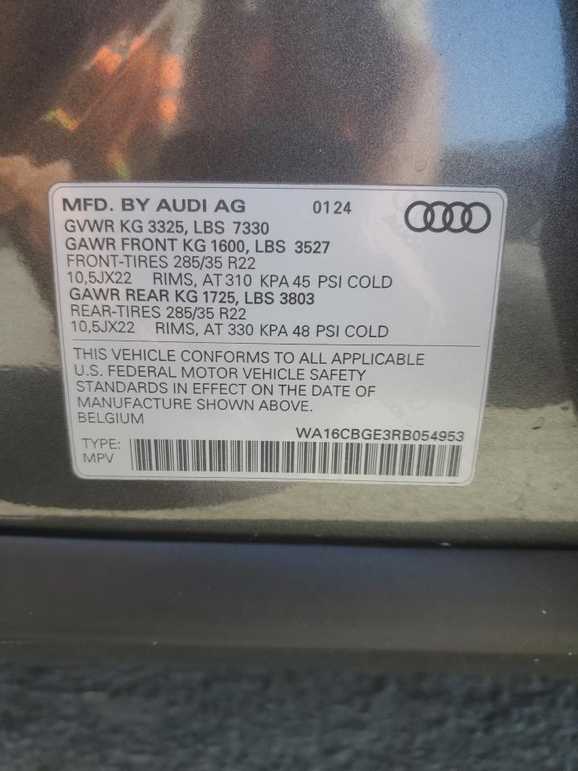 MFD. BY AUDI AG 0124
GVWR KG 3325, LBS 7330
GAWR FRONT KG 1600, LBS 3527
FRONT-TIRES 285/35 R22
10,5JX22 RIMS, AT 310 KPA 45 PSI COLD
GAWR REAR KG 1725, LBS 3803
REAR-TIRES 285/35 R22
10,5JX22 RIMS, AT 330 KPA 48 PSI COLD
THIS VEHICLE CONFORMS TO ALL APPLICABLE
U.S. FEDERAL MOTOR VEHICLE SAFETY
STANDARDS IN EFFECT ON THE DATE OF
MANUFACTURE SHOWN ABOVE.
BELGIUM
WA16CBGE3RB054953
TYPE:
MPV